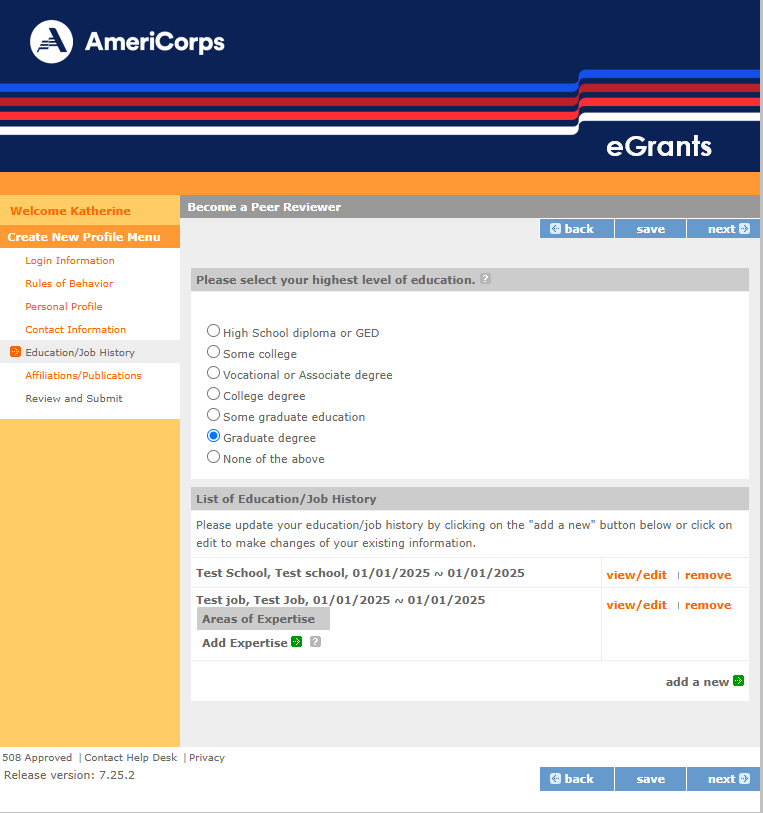 AmeriCorps
eGrants
Welcome Katherine
Create New Profile Menu
Login Information
Rules of Behavior
Personal Profile
Contact Information
Education/Job History
Affiliations/Publications
Review and Submit
Become a Peer Reviewer
back save next
Please select your highest level of education. ?
High School diploma or GED
Some college
Vocational or Associate degree
College degree
Some graduate education
Graduate degree
None of the above
List of Education/Job History
Please update your education/job history by clicking on the "add a new" button below or click on
edit to make changes of your existing information.
Test School, Test school, 01/01/2025 ~ 01/01/2025 view/edit | remove
Test job, Test Job, 01/01/2025 ~ 01/01/2025 view/edit | remove
Areas of Expertise
Add Expertise ?
add a new
508 Approved | Contact Help Desk | Privacy
Release version: 7.25.2
back save next